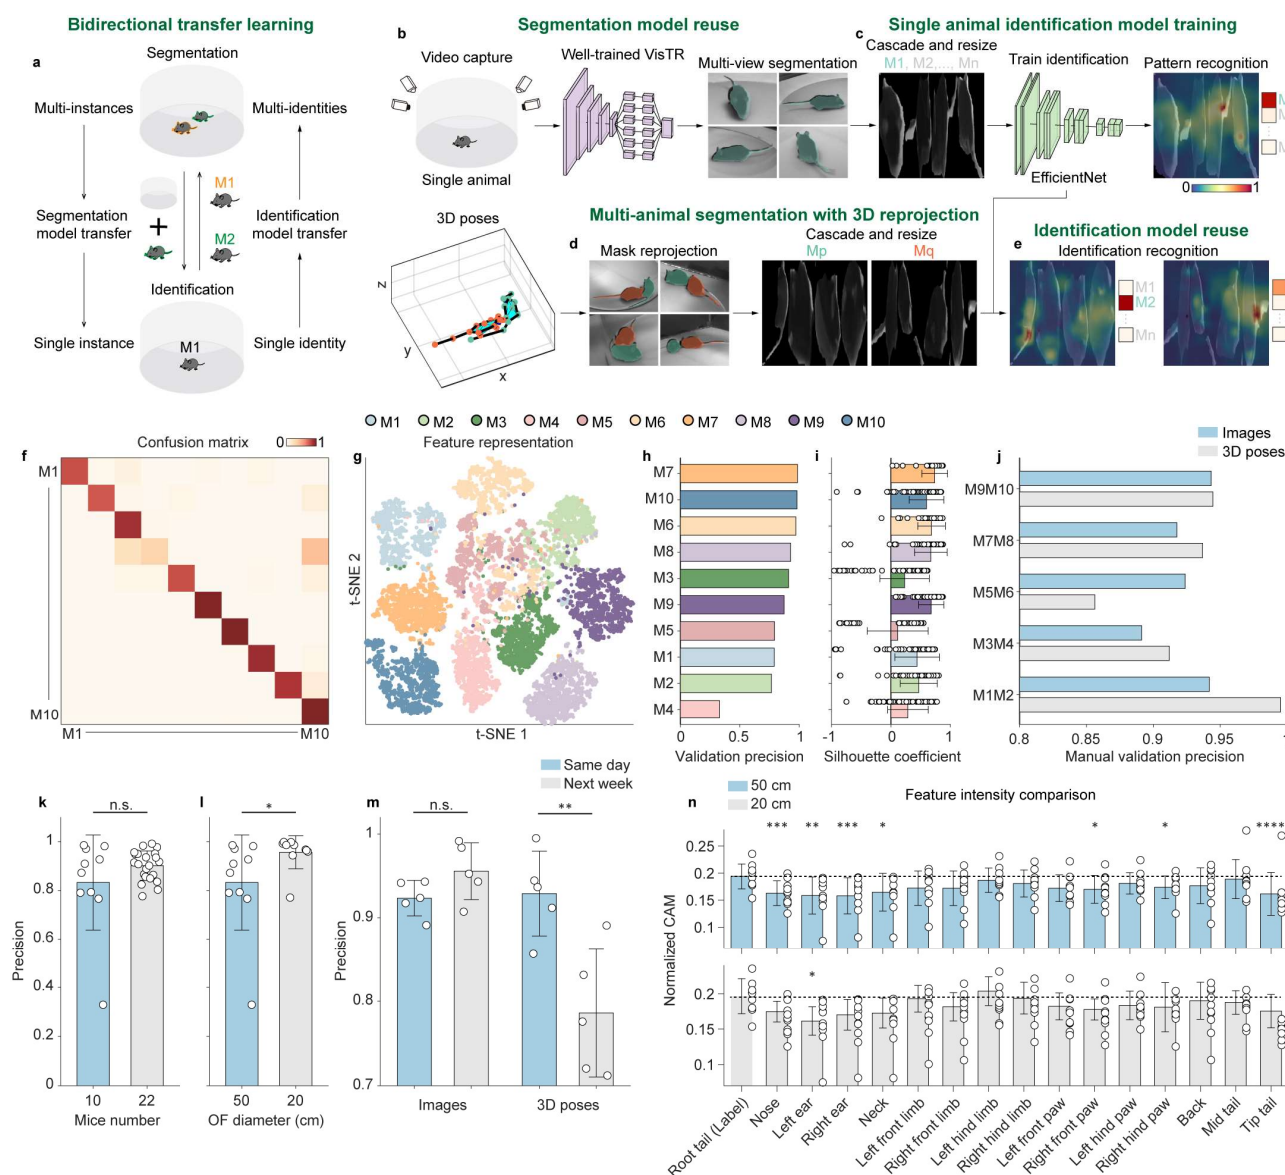 Bidirectional transfer learning
a
Segmentation
Multi-instances
Multi-identities
M1
M2
Segmentation
model transfer
Identification
model transfer
Identification
Single instance
Single identity
M1
Segmentation model reuse
b
Video capture
Single animal
Well-trained VisTR
Multi-view segmentation
Single animal identification model training
c
Cascade and resize
M1, M2,..., Mn
Train identification
EfficientNet
Pattern recognition
0
1
3D poses
z
y
x
Multi-animal segmentation with 3D reprojection
d
Mask reprojection
Cascade and resize
Mp
Mq
Identification model reuse
e
Identification recognition
M1
M2
Mn
M1
M2
M3
M4
M5
M6
M7
M8
M9
M10
f
Confusion matrix
0
1
M1
M10
M1
M10
g
Feature representation
t-SNE 2
t-SNE 1
h
M7
M10
M6
M8
M3
M9
M5
M1
M2
M4
0
0.5
1
Validation precision
i
-1
0
1
Silhouette coefficient
j
Images
3D poses
M9M10
M7M8
M5M6
M3M4
M1M2
0.8
0.85
0.9
0.95
Manual validation precision
Same day
Next week
k
n.s.
Precision
1
0.8
0.6
0.4
0.2
0
10
22
Mice number
l
*
50
20
OF diameter (cm)
m
n.s.
**
Precision
1
0.9
0.8
0.7
Images
3D poses
n
50 cm
20 cm
Feature intensity comparison
***
**
***
*
*
*
****
0.25
0.2
0.15
0.1
Normalized CAM
*
0.2
0.15
0.1
Root tail (Label)
Nose
Left ear
Right ear
Neck
Left front limb
Right front limb
Left hind limb
Right hind limb
Left front paw
Right front paw
Left hind paw
Right hind paw
Back
Mid tail
Tip tail